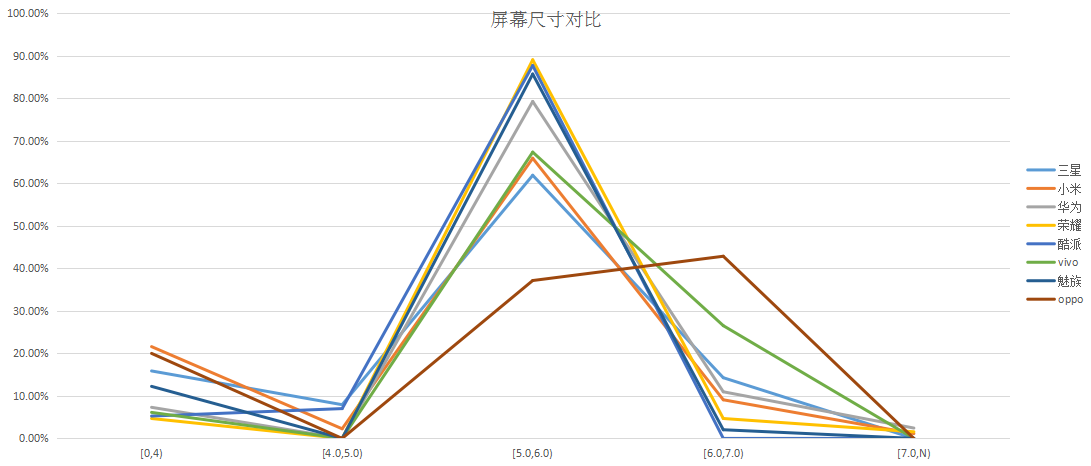 屏幕尺寸对比
100.00%
90.00%
80.00%
70.00%
60.00%
50.00%
40.00%
30.00%
20.00%
10.00%
0.00%
[0,4)
[4.0,5.0)
[5.0,6.0)
[6.0,7.0)
[7.0,N)
三星
小米
华为
荣耀
酷派
vivo
魅族
oppo